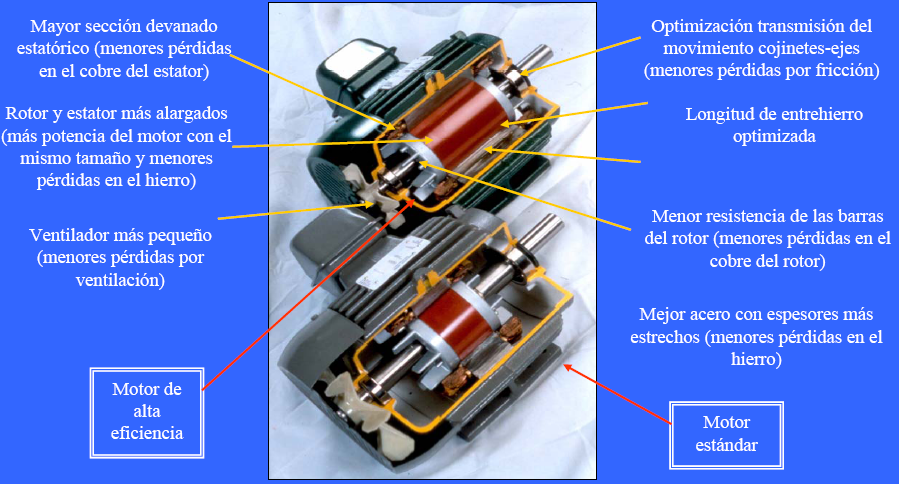 Mayor sección devanado
estatórico (menores pérdidas
en el cobre del estator)
Rotor y estator más alargados
(más potencia del motor con el
mismo tamaño y menores
pérdidas en el hierro)
Ventilador más pequeño
(menores pérdidas por
ventilación)
Motor de
alta
eficiencia
Optimización transmisión del
movimiento cojinetes-ejes
(menores pérdidas por fricción)
Longitud de entrehierro
optimizada
Menor resistencia de las barras
del rotor (menores pérdidas en el
cobre del rotor)
Mejor acero con espesores más
estrechos (menores pérdidas en el
hierro)
Motor
estándar